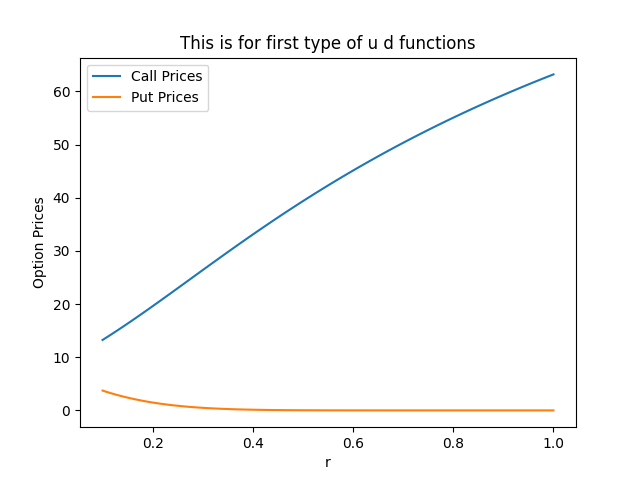 This is for first type of u d functions
Call Prices
Put Prices
Option Prices
60
50
40
30
20
10
0
0.2 0.4 0.6 0.8 1.0
r